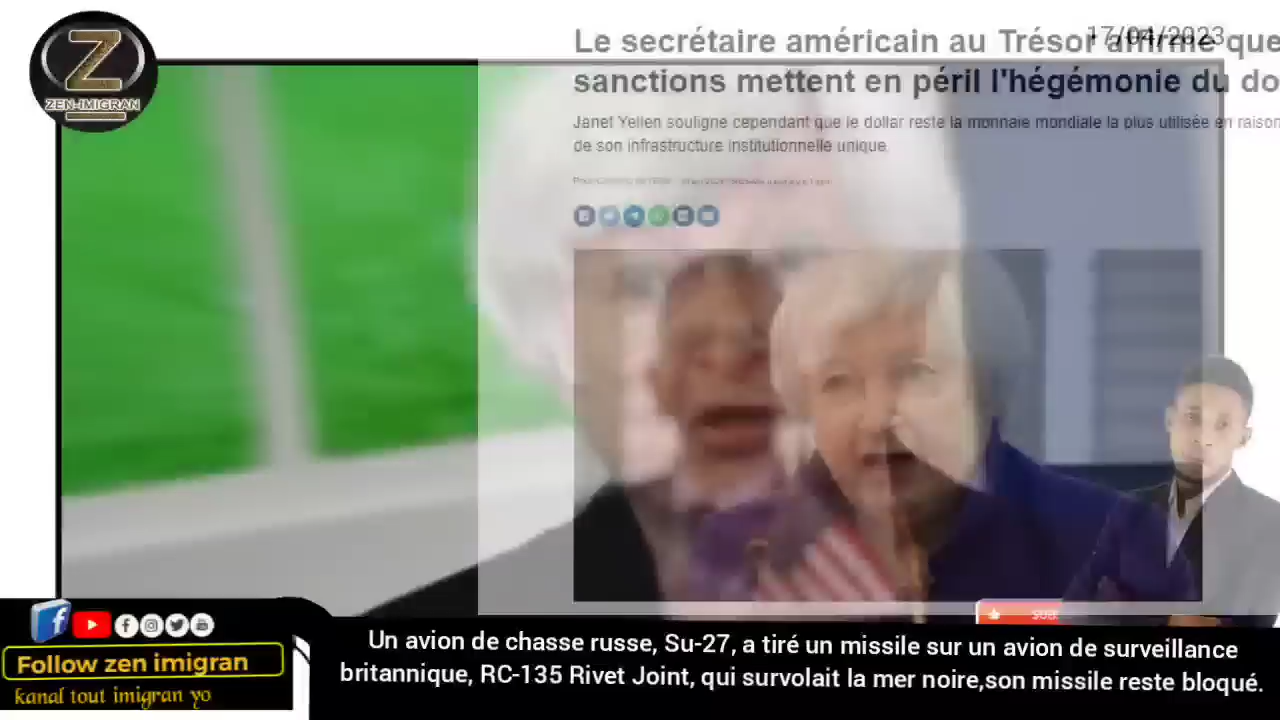 17/04/2023
Le secrétaire américain au Trésor affirme que
sanctions mettent en péril l'hégémonie du do
Janet Yellen souligne cependant que le dollar reste la monnaie mondiale la plus utilisée en raison
de son infrastructure institutionnelle unique.
ZEN-IMIGRAN
Un avion de chasse russe, Su-27, a tiré un missile sur un avion de surveillance
britannique, RC-135 Rivet Joint, qui survolait la mer noire,son missile reste bloqué.
Follow zen imigran
kanal tout imigran yo